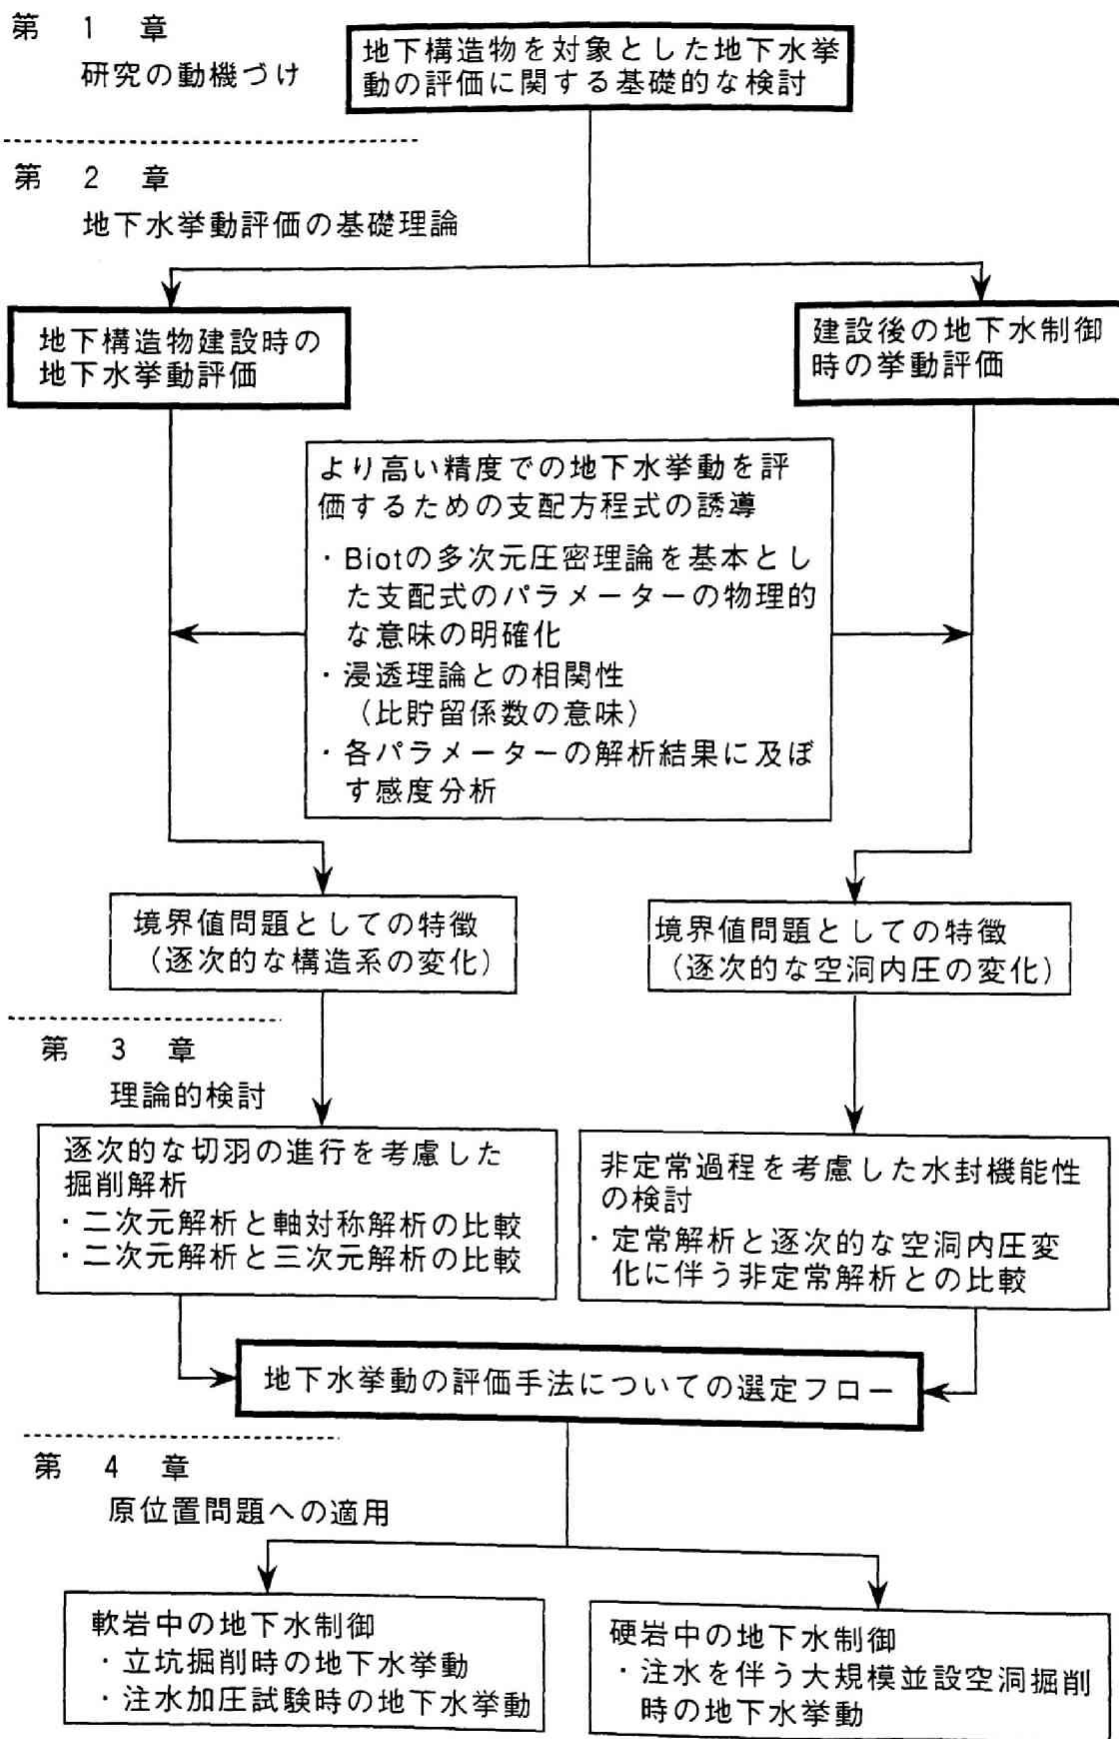 第 1 章
研究の動機づけ
地下構造物を対象とした地下水挙
動の評価に関する基礎的な検討
第 2 章
地下水挙動評価の基礎理論
地下構造物建設時の
地下水挙動評価
建設後の地下水制御
時の挙動評価
より高い精度での地下水挙動を評
価するための支配方程式の誘導
・Biotの多次元圧密理論を基本とし
た支配式のパラメーターの物理的
な意味の明確化
・浸透理論との相関性
（比貯留係数の意味）
・各パラメーターの解析結果に及ぼ
す感度分析
境界値問題としての特徴
（逐次的な構造系の変化）
境界値問題としての特徴
（逐次的な空洞内圧の変化）
第 3 章
理論的検討
逐次的な切羽の進行を考慮した
掘削解析
・二次元解析と軸対称解析の比較
・二次元解析と三次元解析の比較
非定常過程を考慮した水封機能性
の検討
・定常解析と逐次的な空洞内圧変
化に伴う非定常解析との比較
地下水挙動の評価手法についての選定フロー
第 4 章
原位置問題への適用
軟岩中の地下水制御
・立坑掘削時の地下水挙動
・注水加圧試験時の地下水挙動
硬岩中の地下水制御
・注水を伴う大規模並設空洞掘削
時の地下水挙動